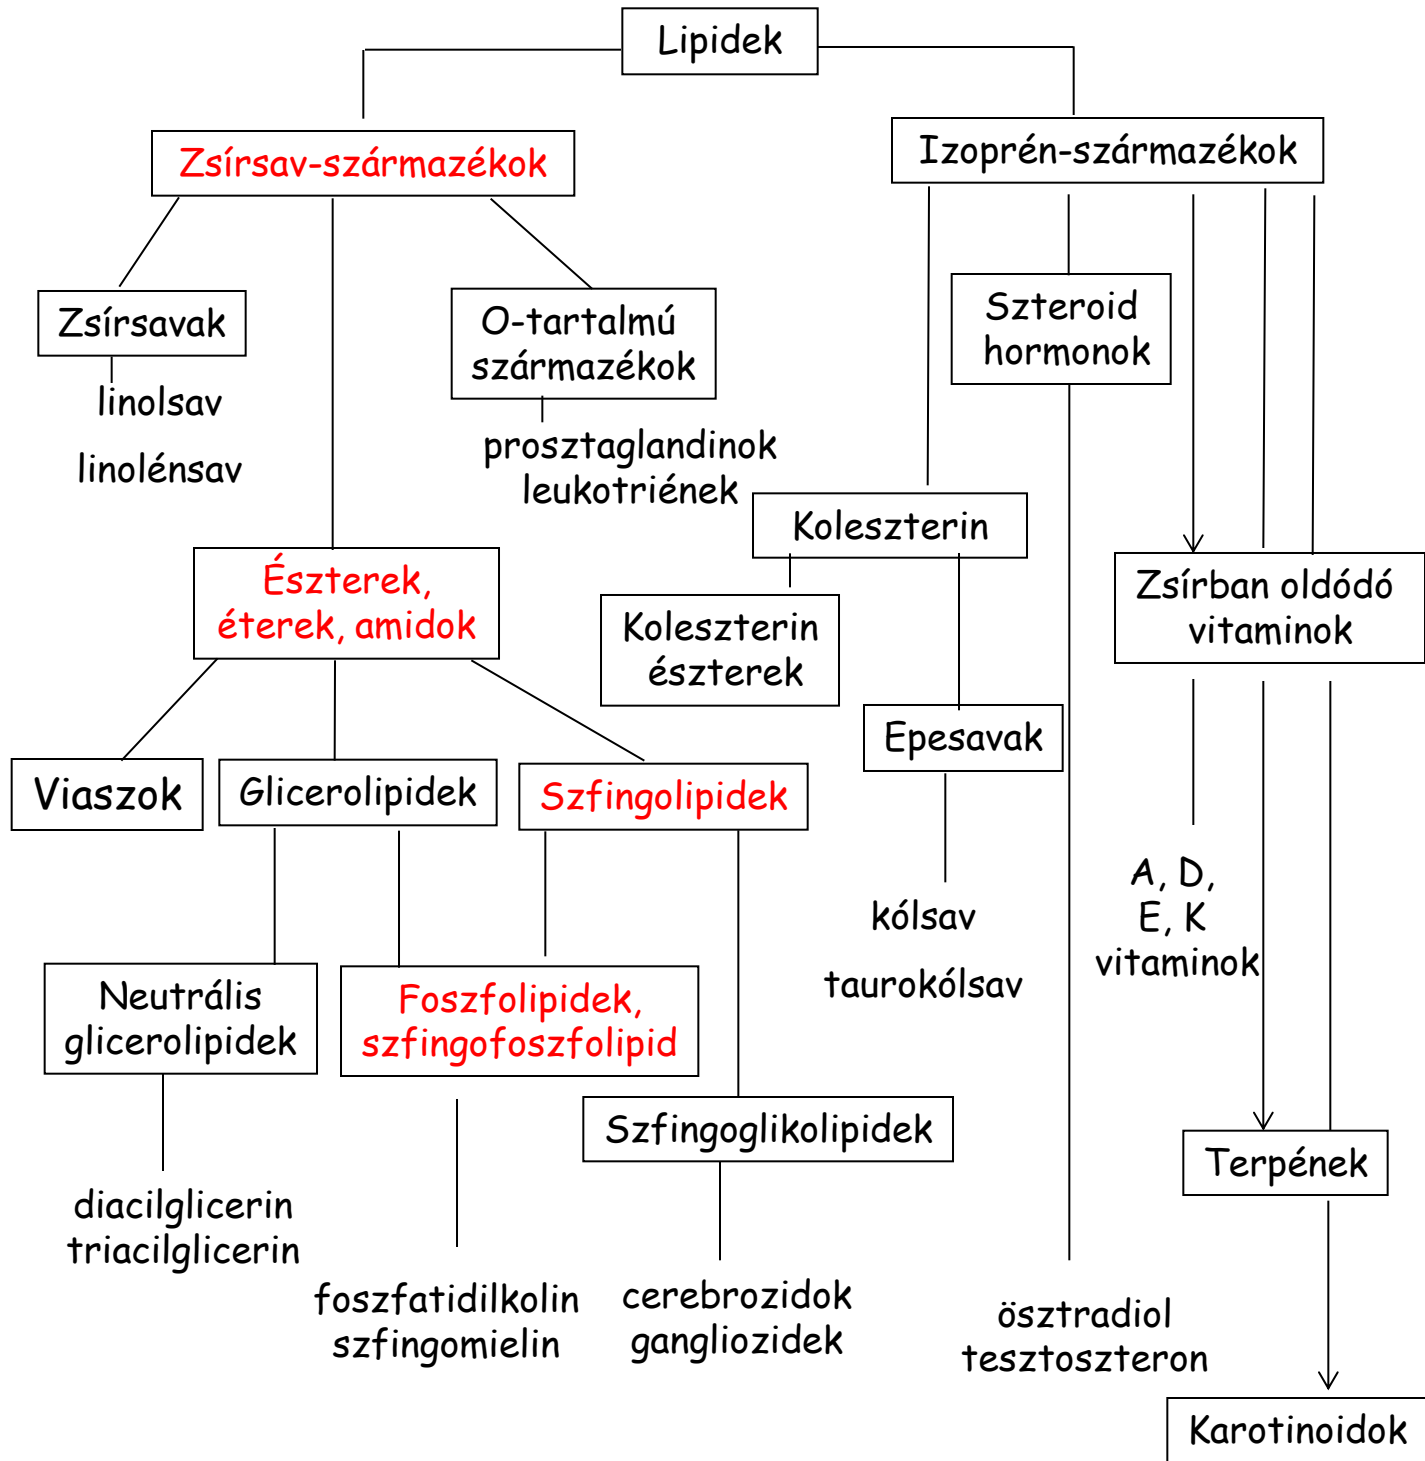 Lipidek
Zsírsav-származékok
Izoprén-származékok
Zsírsavak
linolsav
linolénsav
O-tartalmú
származékok
prosztaglandinok
leukotriének
Szteroid
hormonok
Koleszterin
Észterek,
éterek, amidok
Koleszterin
észterek
Zsírban oldódó
vitaminok
Epesavak
Viaszok
Glicerolipidek
Szfingolipidek
kólsav
taurokólsav
A, D,
E, K
vitaminok
Neutrális
glicerolipidek
Foszfolipidek,
szfingofoszfolipid
Szfingoglikolipidek
Terpének
diacilglicerin
triacilglicerin
foszfatidilkolin
szfingomielin
cerebrozidok
gangliozidek
ösztradiol
tesztoszteron
Karotinoidok